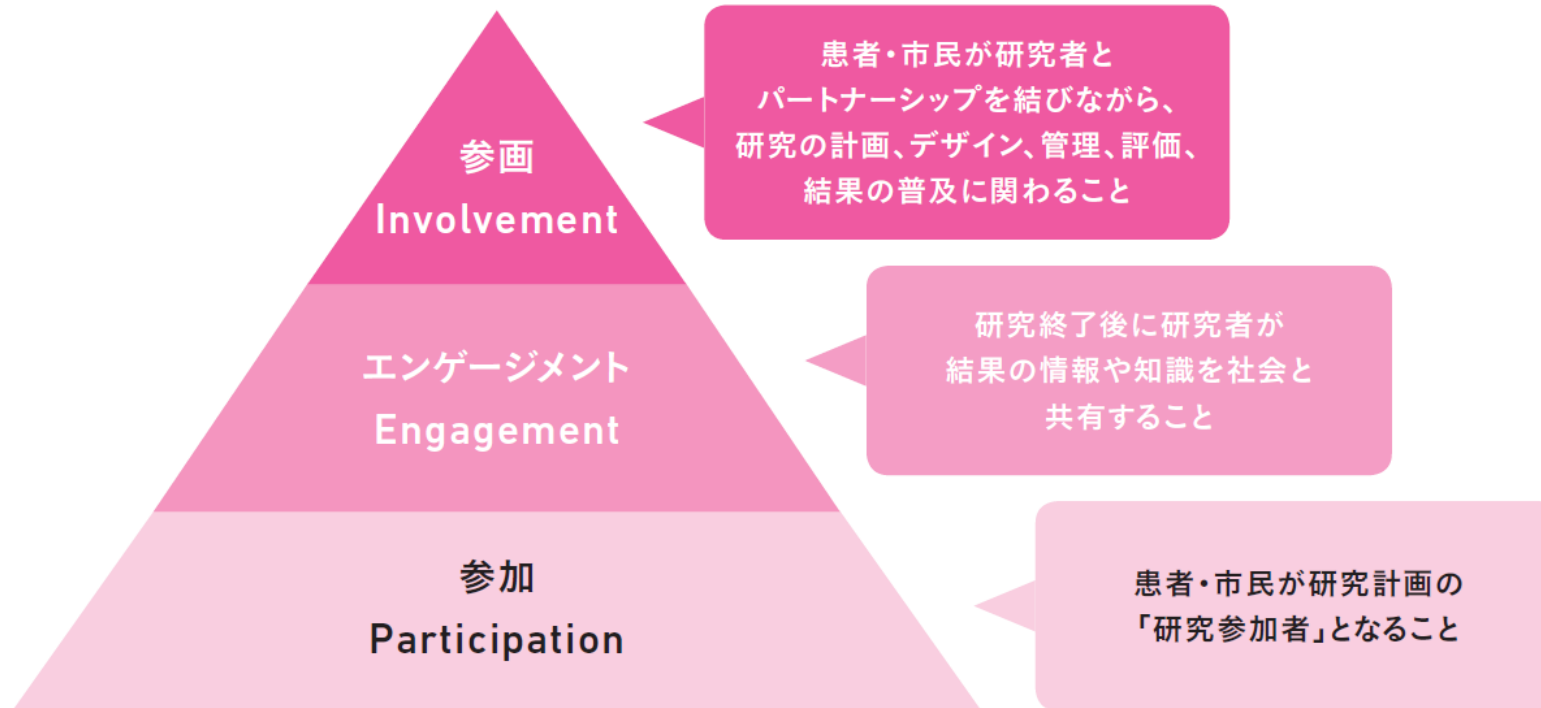 参画
Involvement
患者・市民が研究者と
パートナーシップを結びながら、
研究の計画、デザイン、管理、評価、
結果の普及に関わること
エンゲージメント
Engagement
研究終了後に研究者が
結果の情報や知識を社会と
共有すること
参加
Participation
患者・市民が研究計画の
「研究参加者」となること